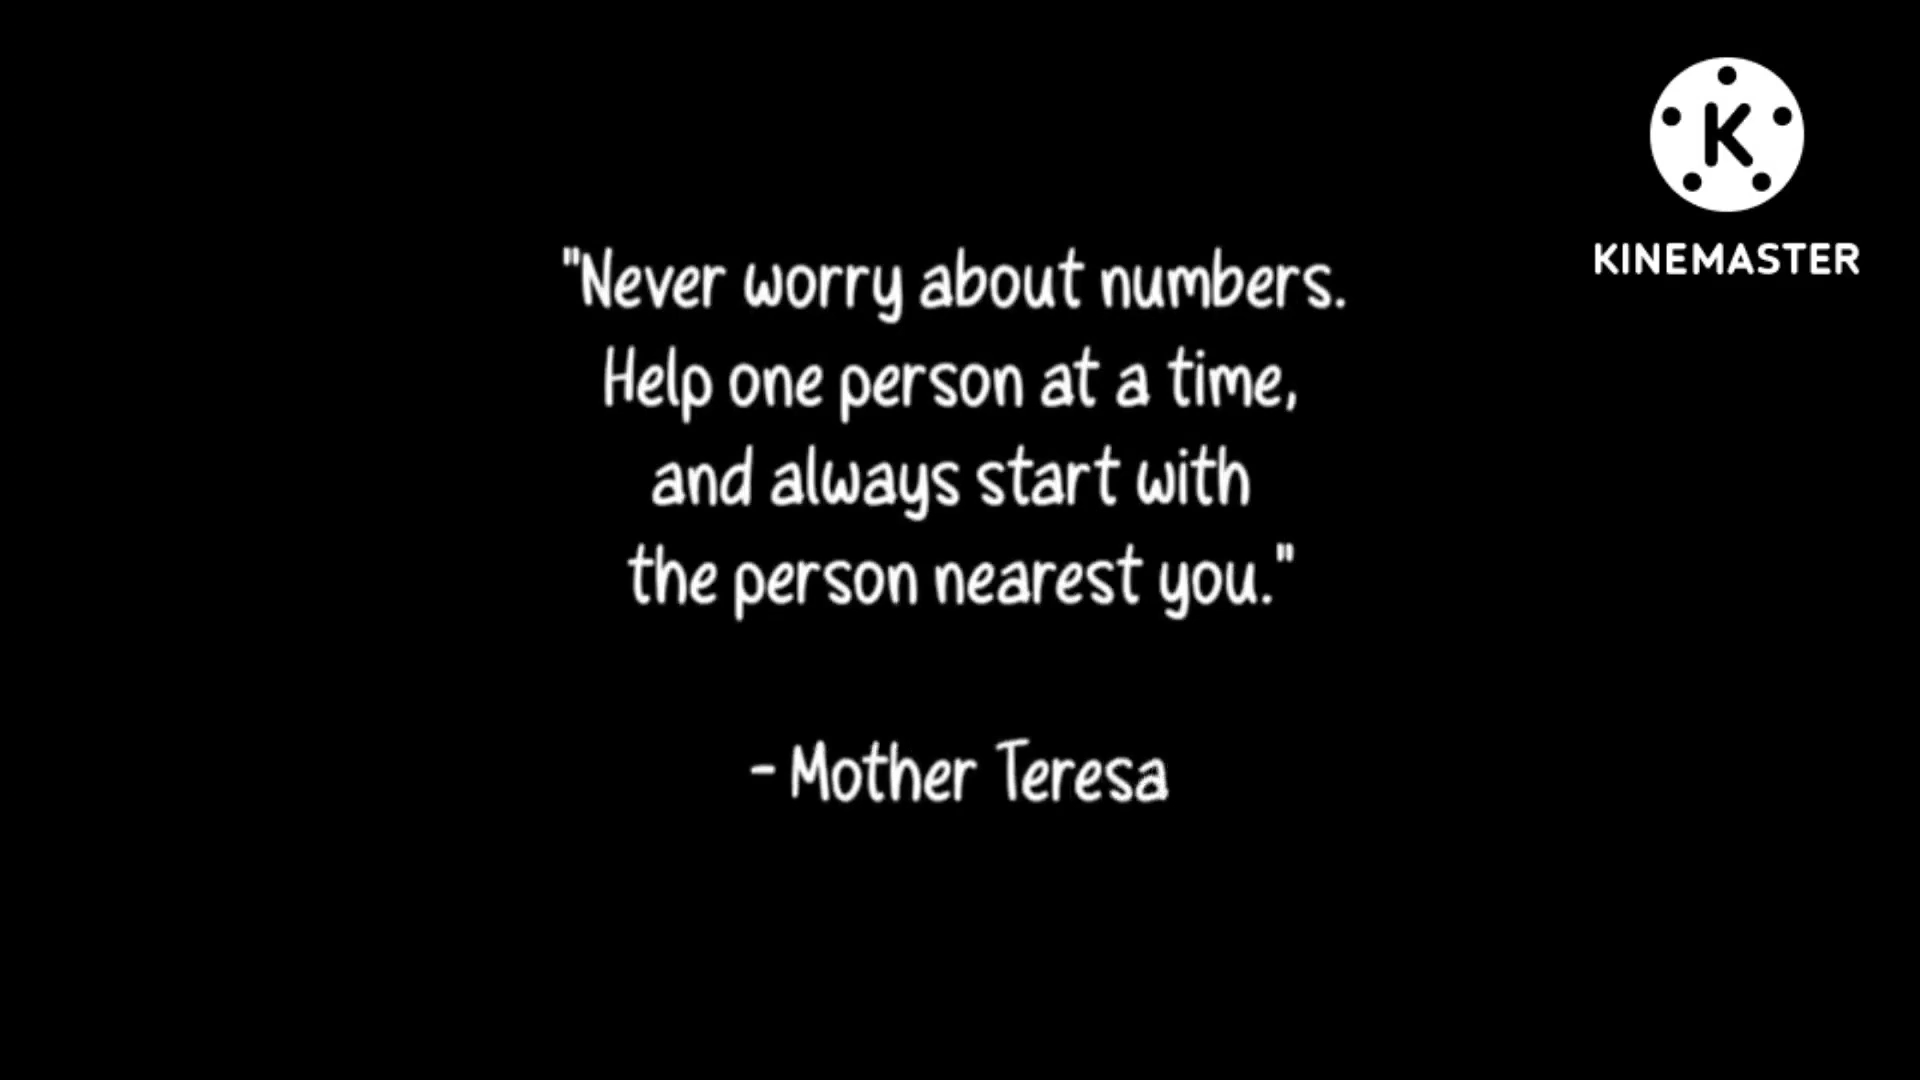 K
KINEMASTER
"Never worry about numbers.
Help one person at a time,
and always start with
the person nearest you."
- Mother Teresa